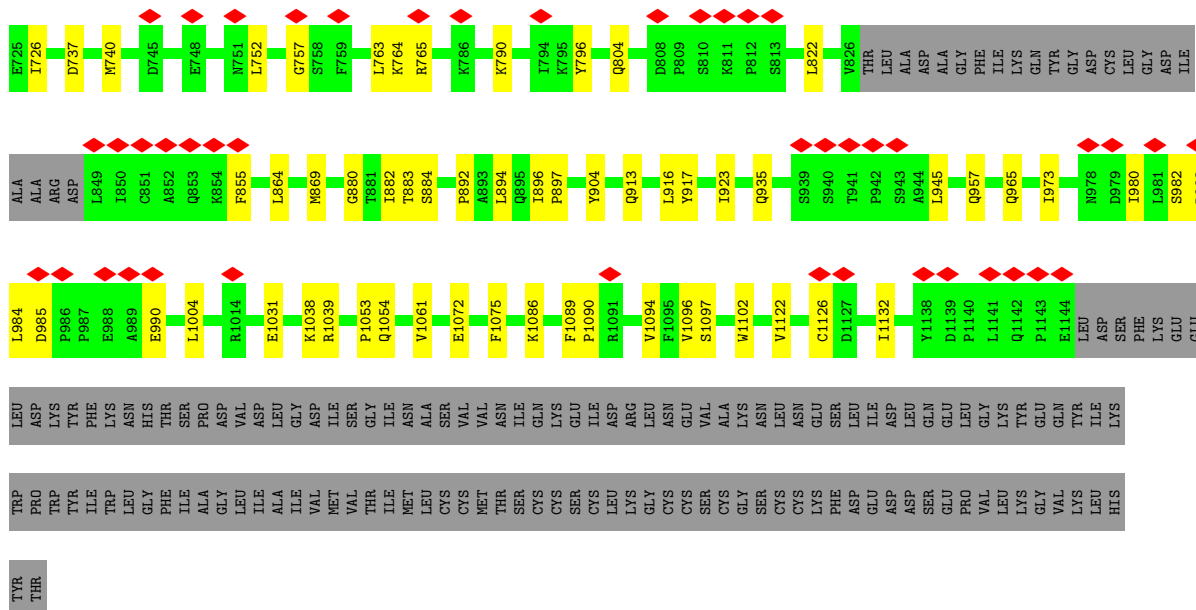 E725 I726 D737 M740 D745 E748 N751 L752 G757 S758 F759 L763 K764 R765 K786 K790 I794 K795 Y796 Q804 D808 P809 S810 K811 P812 S813 L822 V826 THR LEU ALA ASP ALA GLY PHE ILE LYS GLN TYR GLY ASP CYS LEU GLY ASP ILE
ALA ALA ARG ASP L849 I850 C851 A852 Q853 K854 F855 L864 M869 G880 T881 I882 T883 S884 P892 A893 L894 Q895 I896 P897 Y904 Q913 L916 Y917 I923 Q935 S939 S940 T941 P942 S943 A944 L945 Q957 Q965 I973 N978 D979 I980 L981 S982
L984 D985 P986 P987 E988 A989 E990 L1004 R1014 E1031 K1038 R1039 P1053 Q1054 V1061 E1072 F1075 K1086 F1089 P1090 R1091 V1094 F1095 V1096 S1097 W1102 V1122 C1126 D1127 I1132 Y1138 D1139 P1140 L1141 Q1142 P1143 E1144 LEU ASP SER PHE LYS GLU
LEU ASP LYS TYR PHE LYS ASN HIS THR SER PRO ASP VAL ASP LEU GLY ASP ILE SER GLY ILE ASN ALA SER VAL VAL ASN ILE GLN LYS GLU ILE ASP ARG LEU ASN GLU VAL ALA LYS ASN LEU ASN GLU SER LEU ILE ASP LEU GLN GLU LEU GLY LYS TYR GLU GLN TYR ILE LYS
TRP PRO TRP TYR ILE TRP LEU GLY PHE ILE ALA GLY LEU ILE ALA ILE VAL MET VAL THR ILE MET LEU CYS CYS MET THR SER CYS CYS SER CYS LEU LYS GLY CYS CYS SER CYS GLY SER CYS CYS LYS PHE ASP GLU ASP ASP SER GLU PRO VAL LEU LYS GLY VAL LYS LEU HIS
TYR THR